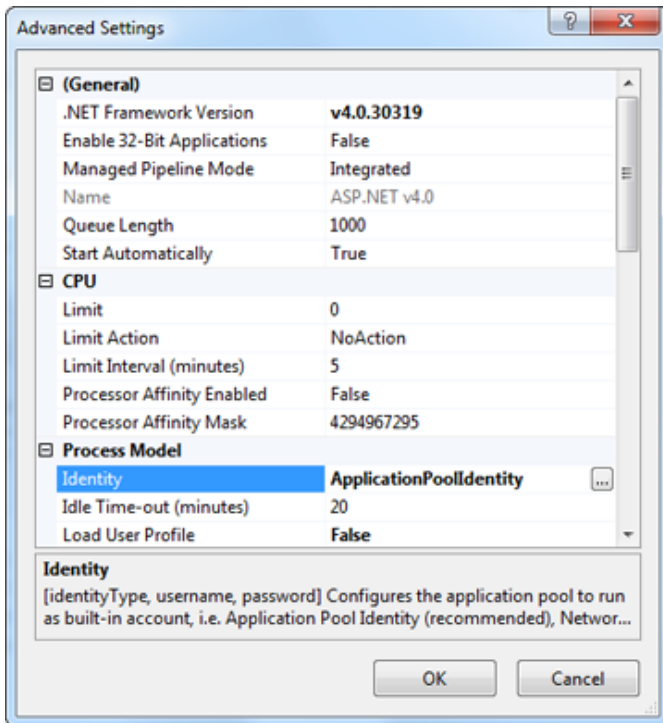 Advanced Settings
(General)
.NET Framework Version v4.0.30319
Enable 32-Bit Applications False
Managed Pipeline Mode Integrated
Name ASP.NET v4.0
Queue Length 1000
Start Automatically True
CPU
Limit 0
Limit Action NoAction
Limit Interval (minutes) 5
Processor Affinity Enabled False
Processor Affinity Mask 4294967295
Process Model
Identity ApplicationPoolIdentity ...
Idle Time-out (minutes) 20
Load User Profile False
Identity
[identityType, username, password] Configures the application pool to run
as built-in account, i.e. Application Pool Identity (recommended), Networ...
OK Cancel